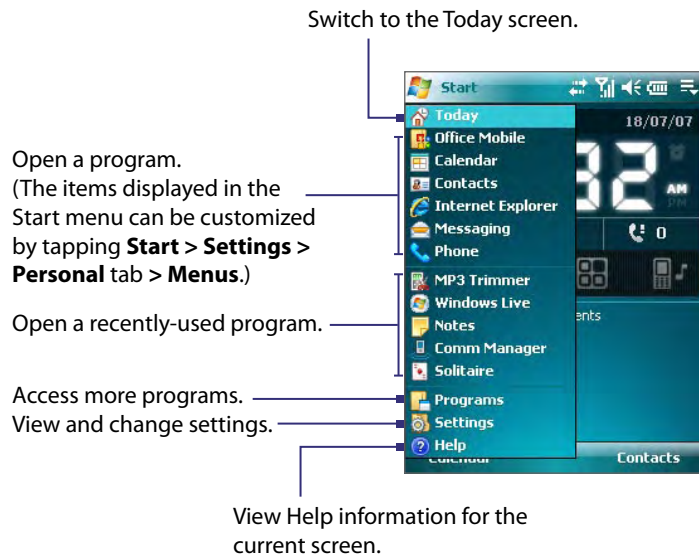 Switch to the Today screen.
Start
Today
18/07/07
Office Mobile
Open a program.
(The items displayed in the
Start menu can be customized
by tapping Start > Settings >
Personal tab > Menus.)
Calendar
Contacts
Internet Explorer
Messaging
Phone
32
AM
PM
0
MP3 Trimmer
Windows Live
Notes
Comm Manager
Solitaire
ents
Open a recently-used program.
Access more programs.
Programs
View and change settings.
Settings
Help
Calendar
Contacts
View Help information for the
current screen.